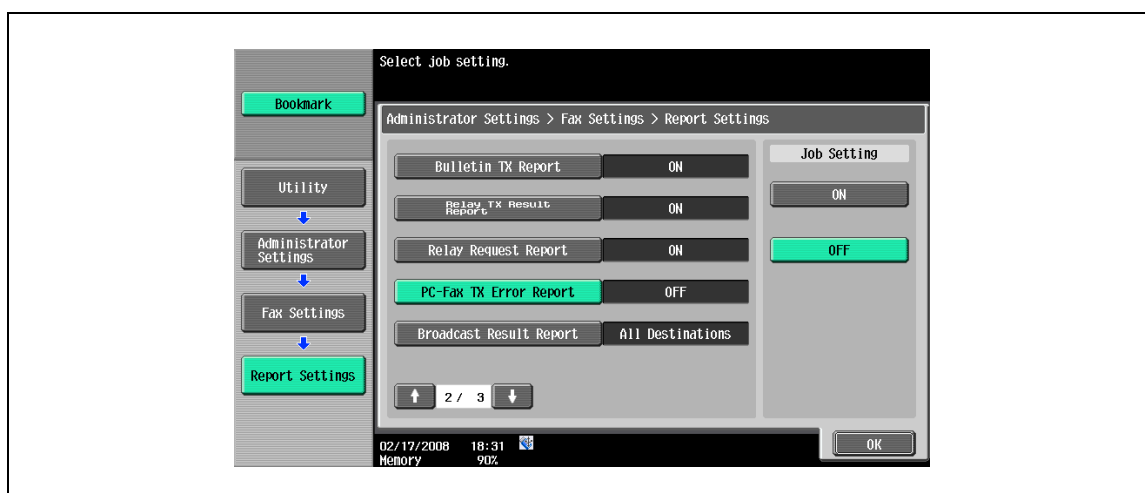 Select job setting.
Bookmark
Administrator Settings > Fax Settings > Report Settings
Utility
Administrator
Settings
Fax Settings
Report Settings
Bulletin TX Report ON
Relay TX Result
Report ON
Relay Request Report ON
PC-Fax TX Error Report OFF
Broadcast Result Report All Destinations
2/ 3
Job Setting
ON
OFF
02/17/2008 18:31
Memory 90%
OK